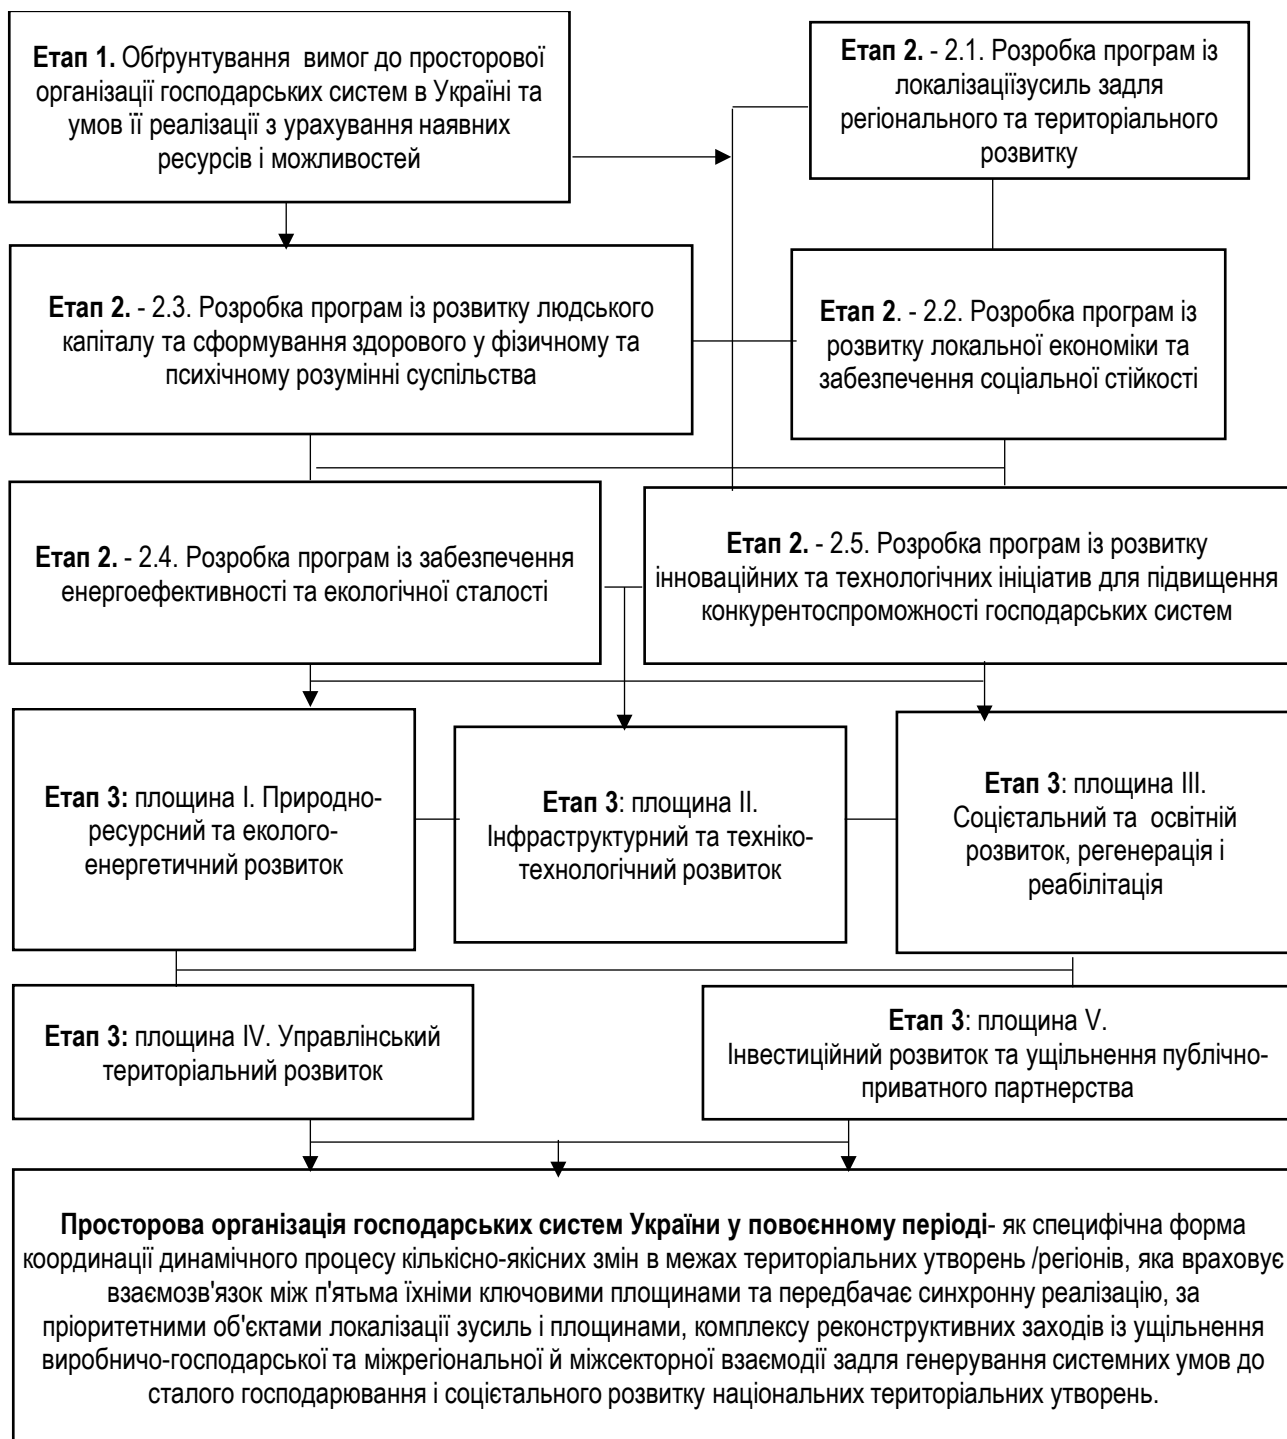 Етап 1. Обґрунтування вимог до просторової
організації господарських систем в Україні та
умов її реалізації з урахування наявних
ресурсів і можливостей
Етап 2. - 2.1. Розробка програм із
локалізаціїзусиль задля
регіонального та територіального
розвитку
Етап 2. - 2.3. Розробка програм із розвитку людського
капіталу та сформування здорового у фізичному та
психічному розумінні суспільства
Етап 2. - 2.2. Розробка програм із
розвитку локальної економіки та
забезпечення соціальної стійкості
Етап 2. - 2.4. Розробка програм із забезпечення
енергоефективності та екологічної сталості
Етап 2. - 2.5. Розробка програм із розвитку
інноваційних та технологічних ініціатив для підвищення
конкурентоспроможності господарських систем
Етап 3: площина І. Природно-
ресурсний та еколого-
енергетичний розвиток
Етап 3: площина ІІ.
Інфраструктурний та техніко-
технологічний розвиток
Етап 3: площина ІІІ.
Соцієтальний та освітній
розвиток, регенерація і
реабілітація
Етап 3: площина IV. Управлінський
територіальний розвиток
Етап 3: площина V.
Інвестиційний розвиток та ущільнення публічно-
приватного партнерства
Просторова організація господарських систем України у повоєнному періоді- як специфічна форма
координації динамічного процесу кількісно-якісних змін в межах територіальних утворень /регіонів, яка враховує
взаємозв'язок між п'ятьма їхніми ключовими площинами та передбачає синхронну реалізацію, за
пріоритетними об'єктами локалізації зусиль і площинами, комплексу реконструктивних заходів із ущільнення
виробничо-господарської та міжрегіональної й міжсекторної взаємодії задля генерування системних умов до
сталого господарювання і соцієтального розвитку національних територіальних утворень.